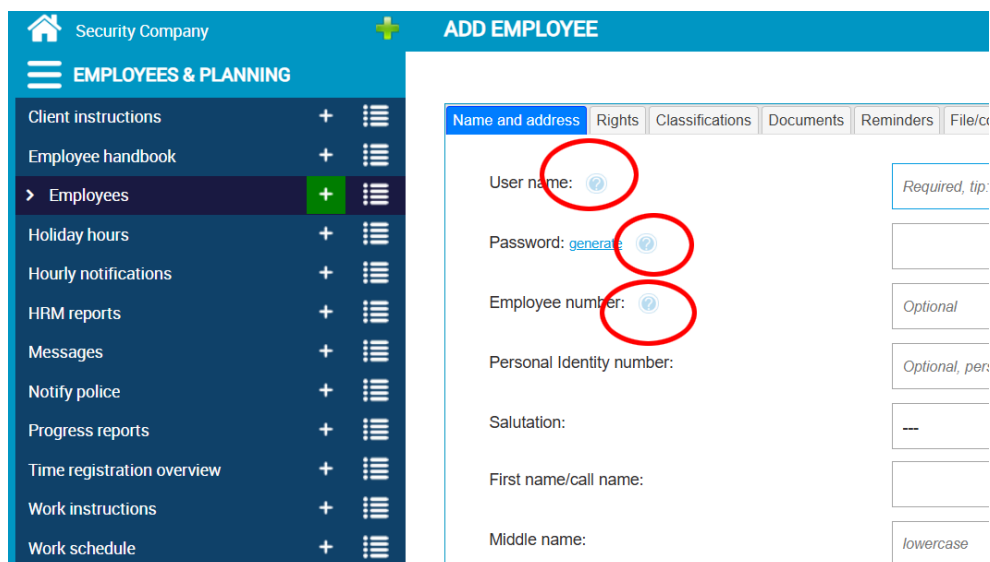 Security Company
ADD EMPLOYEE
EMPLOYEES & PLANNING
Client instructions
Employee handbook
Employees
Holiday hours
Hourly notifications
HRM reports
Messages
Notify police
Progress reports
Time registration overview
Work instructions
Work schedule
Name and address Rights Classifications Documents Reminders
User name: ? Required, tip:
Password: generate ?
Employee number: ? Optional
Personal Identity number: Optional,
Salutation: ---
First name/call name:
Middle name: lowercase